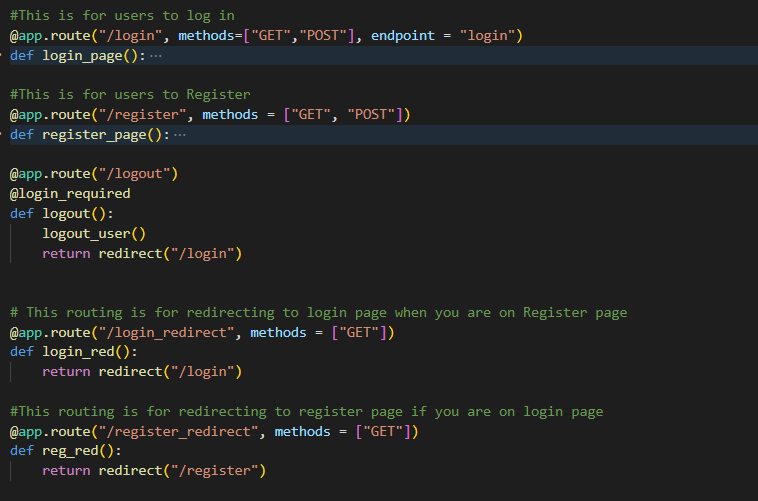 #This is for users to log in
@app.route("/login", methods=["GET","POST"], endpoint = "login")
def login_page():···
#This is for users to Register
@app.route("/register", methods = ["GET", "POST"])
def register_page():···
@app.route("/logout")
@login_required
def logout():
    logout_user()
    return redirect("/login")
# This routing is for redirecting to login page when you are on Register page
@app.route("/login_redirect", methods = ["GET"])
def login_red():
    return redirect("/login")
#This routing is for redirecting to register page if you are on login page
@app.route("/register_redirect", methods = ["GET"])
def reg_red():
    return redirect("/register")